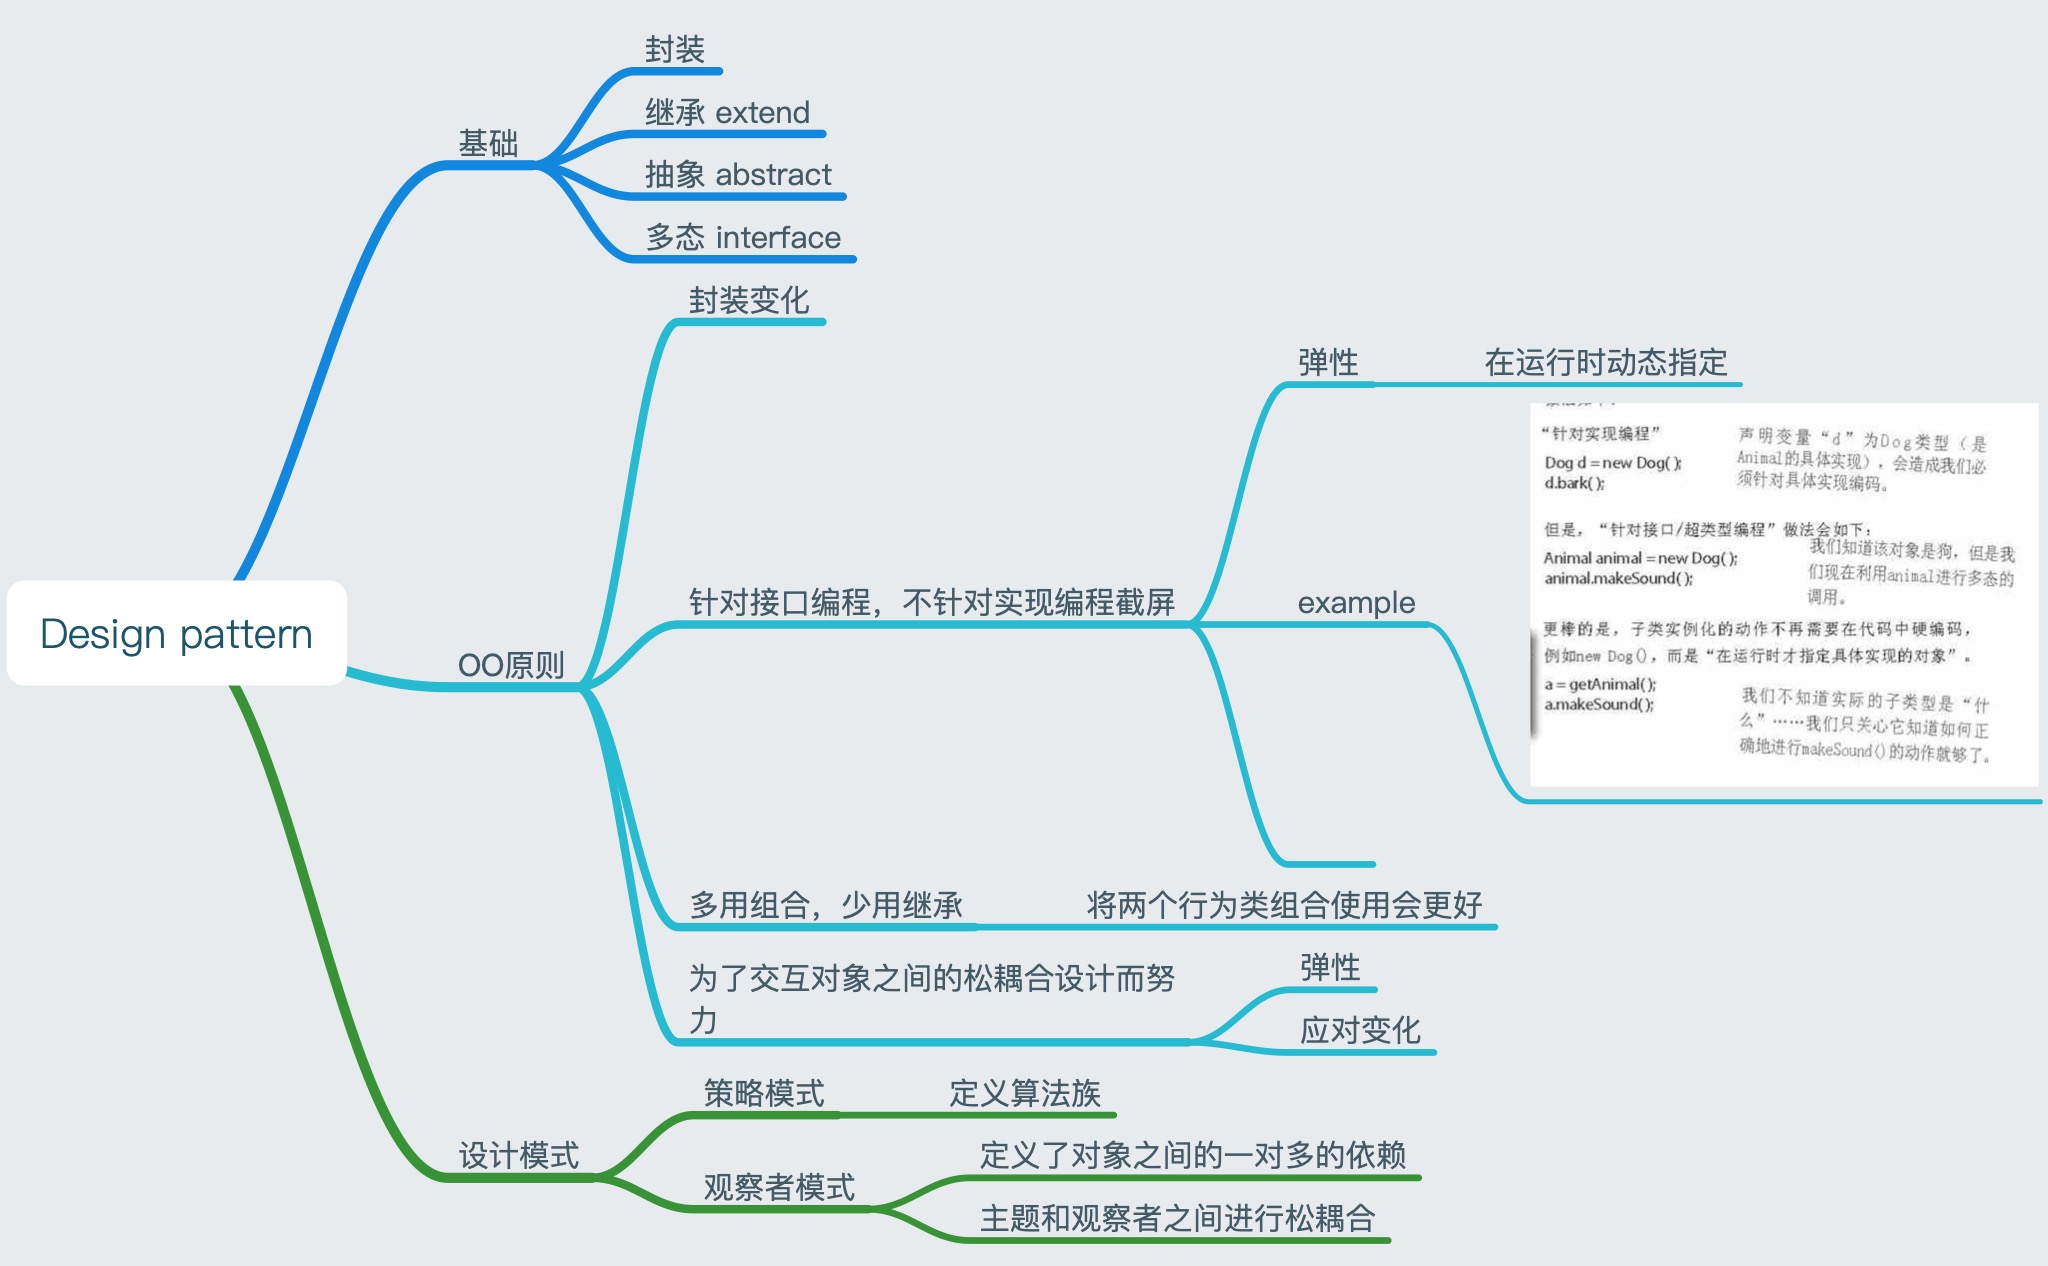 封装
继承 extend
基础
抽象 abstract
多态 interface
封装变化
弹性
在运行时动态指定
“针对实现编程”
Dog d = new Dog( );
d.bark( );
声明变量“d”为Dog类型（是
Animal的具体实现），会造成我们必
须针对具体实现编码。
但是，“针对接口/超类型编程”做法会如下：
Animal animal = new Dog( );
animal.makeSound( );
我们知道该对象是狗，但是我
们现在利用animal进行多态的
调用。
更棒的是，子类实例化的动作不再需要在代码中硬编码，
例如new Dog()，而是“在运行时才指定具体实现的对象”。
a = getAnimal( );
a.makeSound( );
我们不知道实际的子类型是“什
么”……我们只关心它知道如何正
确地进行makeSound()的动作就够了。
针对接口编程，不针对实现编程截屏
example
Design pattern
OO原则
多用组合，少用继承
将两个行为类组合使用会更好
为了交互对象之间的松耦合设计而努
力
弹性
应对变化
策略模式
定义算法族
设计模式
定义了对象之间的一对多的依赖
观察者模式
主题和观察者之间进行松耦合